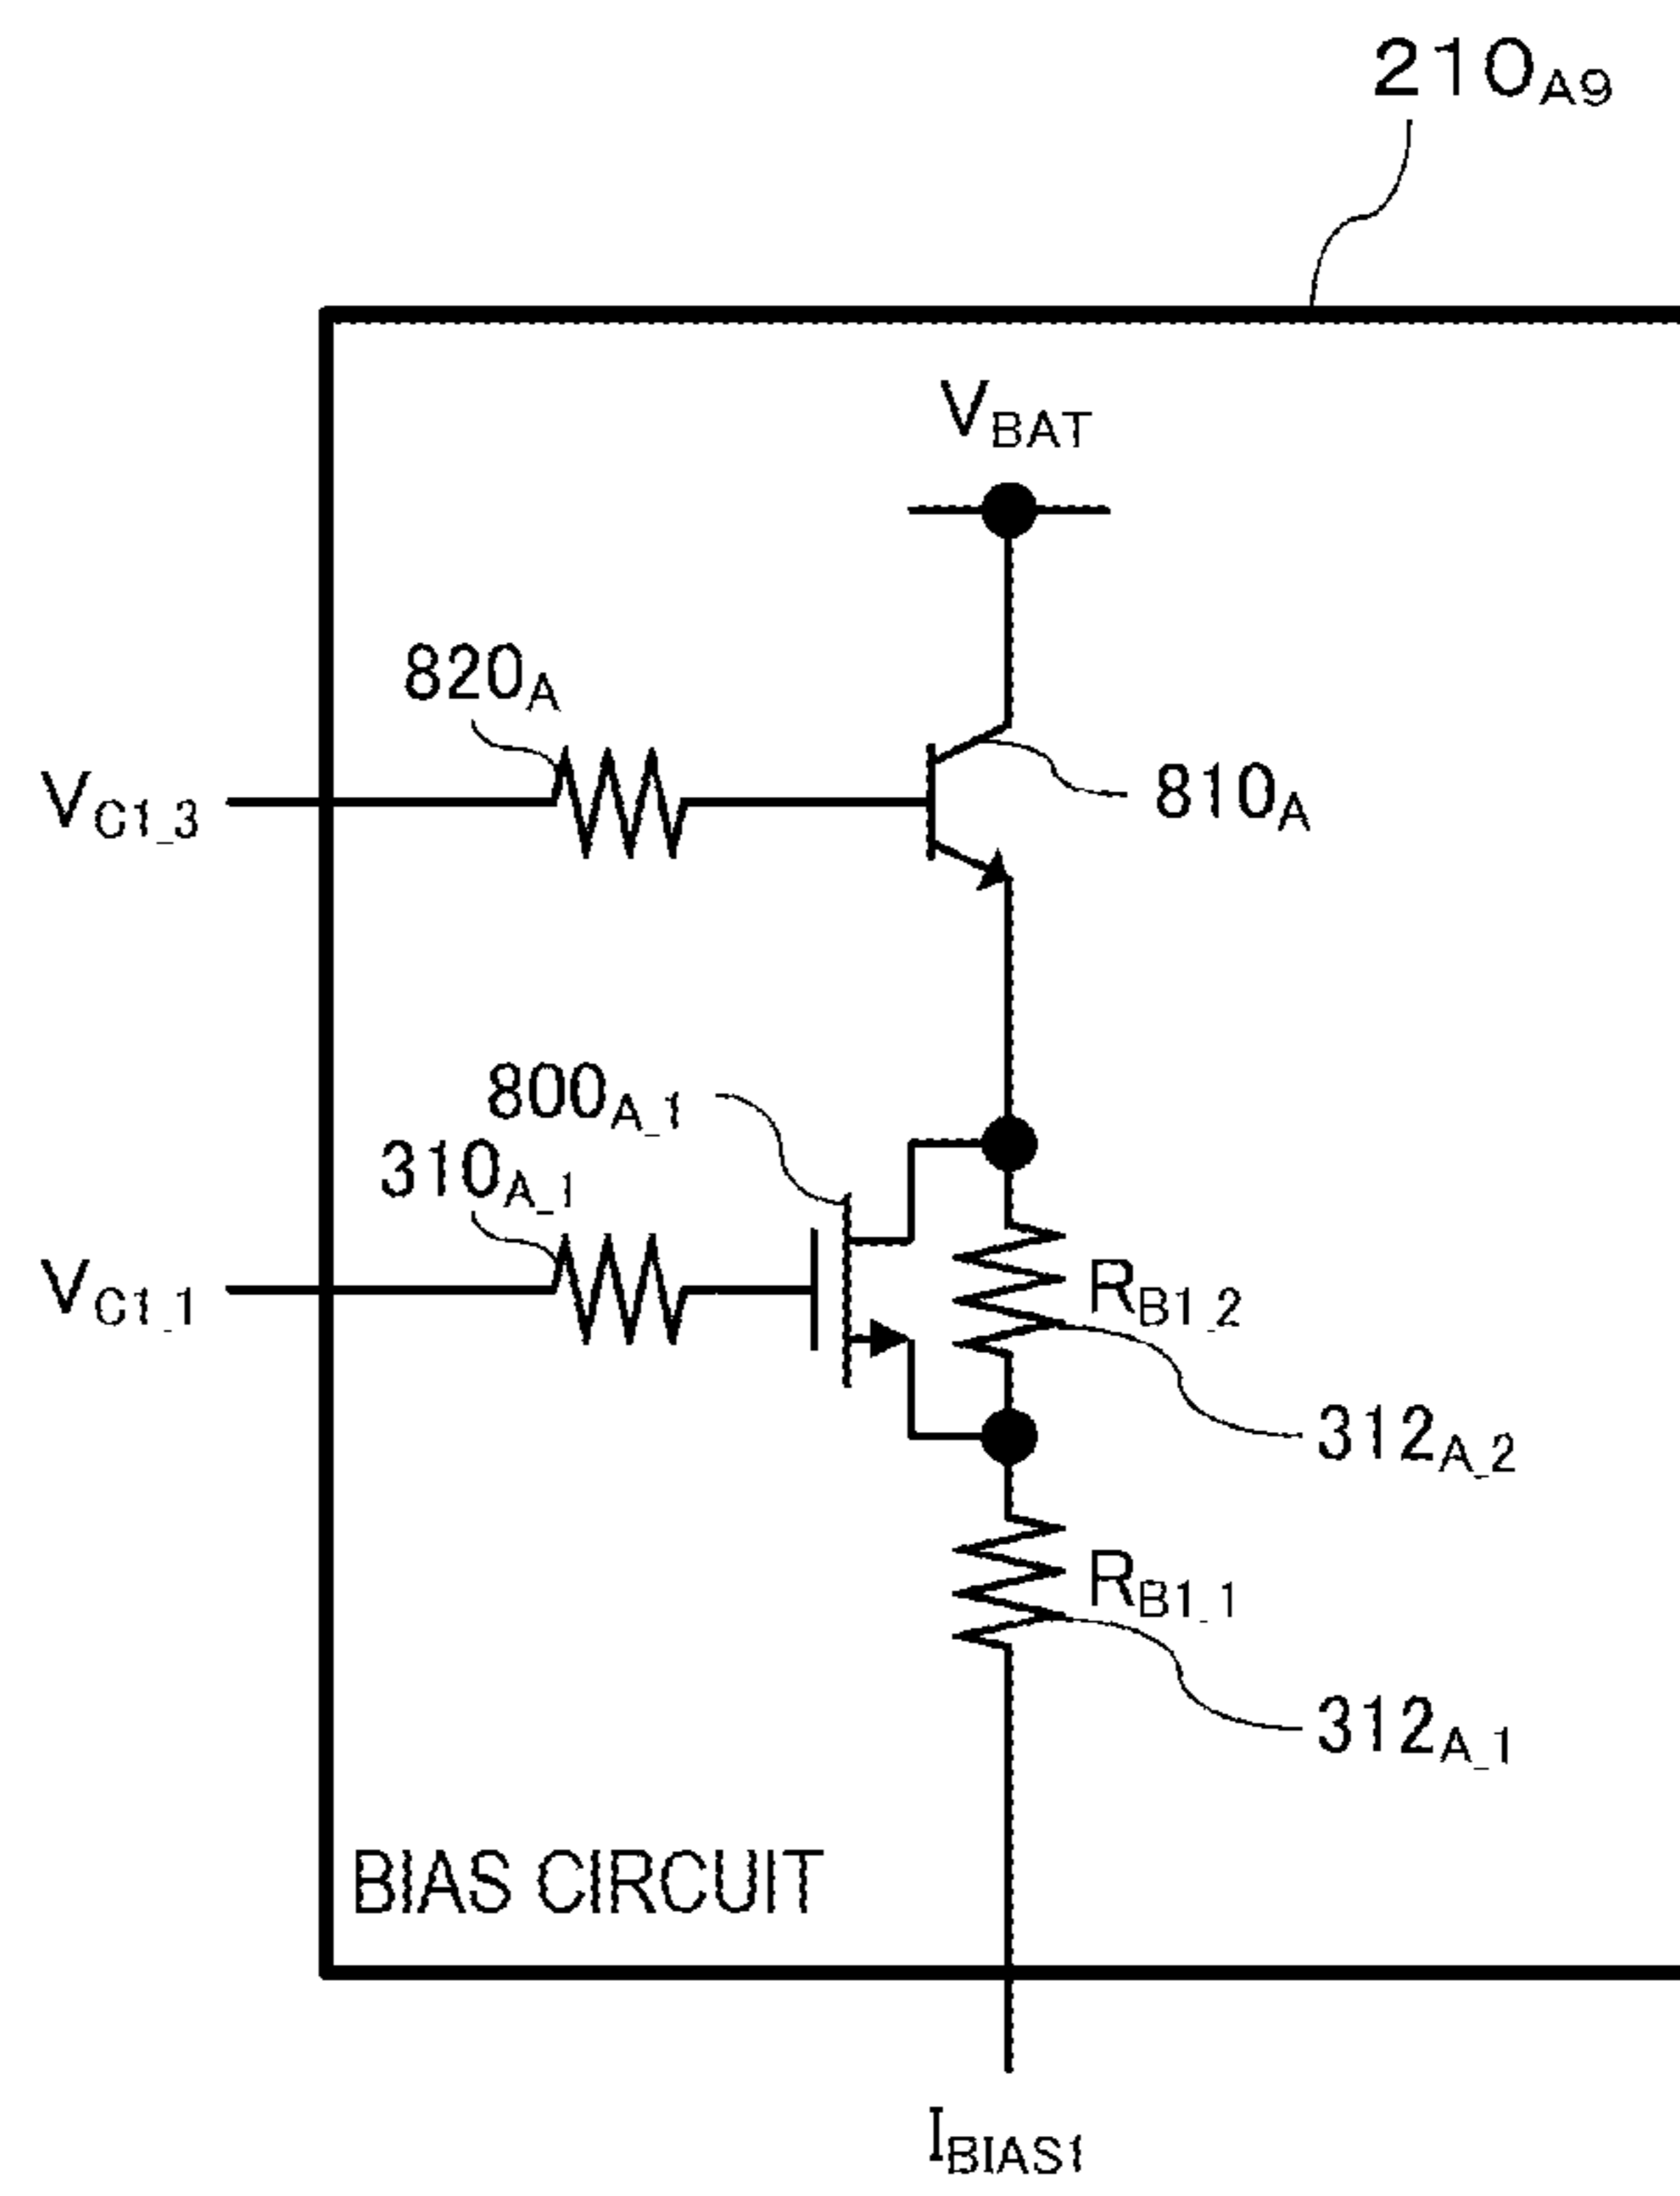 210A9
VBAT
820A
VC1_3
810A
800A_1
310A_1
VC1_1
RB1_2
312A_2
RB1_1
312A_1
BIAS CIRCUIT
IBIAS1